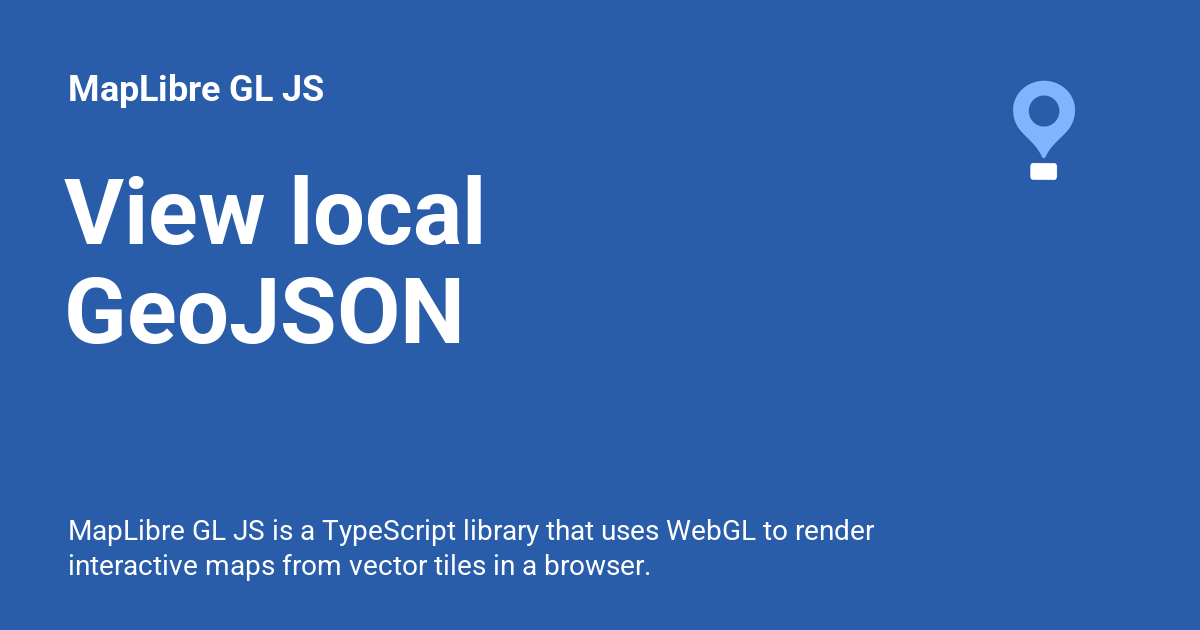 MapLibre GL JS
View local
GeoJSON
MapLibre GL JS is a TypeScript library that uses WebGL to render
interactive maps from vector tiles in a browser.